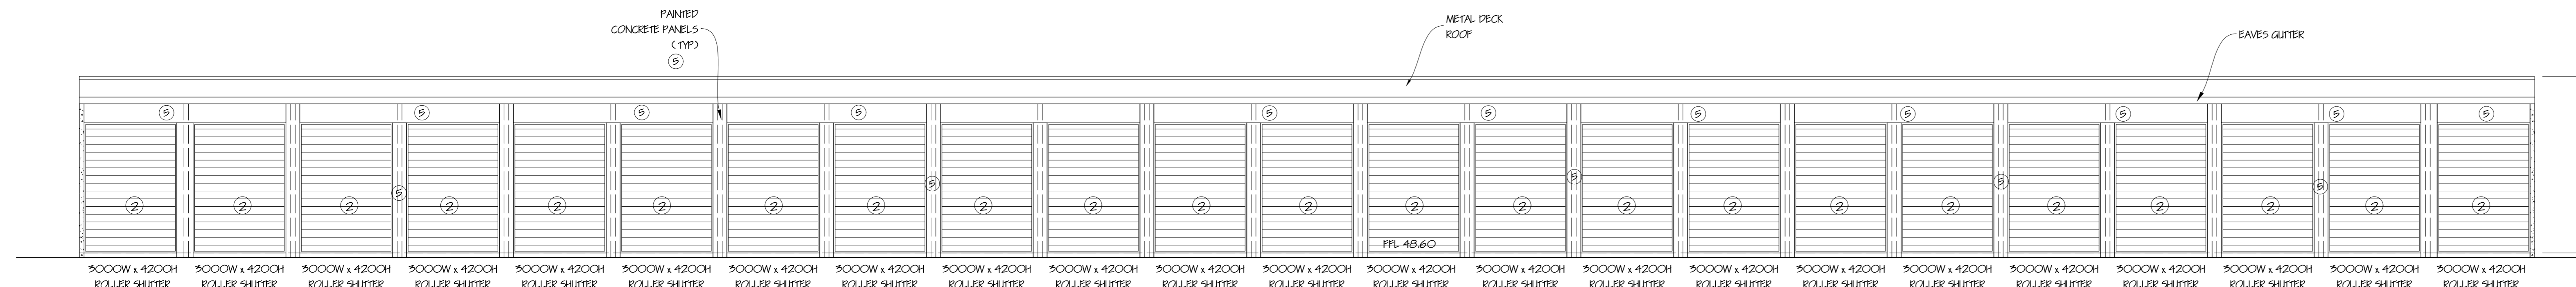 PAINTED
CONCRETE PANELS
(TYP)
5
METAL DECK
ROOF
EAVES GUTTER
5 5 5 5 5 5 5 5 5 5 5
5 5 5 5 5
2 2 2 2 2 2 2 2 2 2 2 2 2 2 2 2 2 2 2 2 2 2 2
FFL 48.60
3000W x 4200H
ROLLER SHUTTER
3000W x 4200H
ROLLER SHUTTER
3000W x 4200H
ROLLER SHUTTER
3000W x 4200H
ROLLER SHUTTER
3000W x 4200H
ROLLER SHUTTER
3000W x 4200H
ROLLER SHUTTER
3000W x 4200H
ROLLER SHUTTER
3000W x 4200H
ROLLER SHUTTER
3000W x 4200H
ROLLER SHUTTER
3000W x 4200H
ROLLER SHUTTER
3000W x 4200H
ROLLER SHUTTER
3000W x 4200H
ROLLER SHUTTER
3000W x 4200H
ROLLER SHUTTER
3000W x 4200H
ROLLER SHUTTER
3000W x 4200H
ROLLER SHUTTER
3000W x 4200H
ROLLER SHUTTER
3000W x 4200H
ROLLER SHUTTER
3000W x 4200H
ROLLER SHUTTER
3000W x 4200H
ROLLER SHUTTER
3000W x 4200H
ROLLER SHUTTER
3000W x 4200H
ROLLER SHUTTER
3000W x 4200H
ROLLER SHUTTER
3000W x 4200H
ROLLER SHUTTER